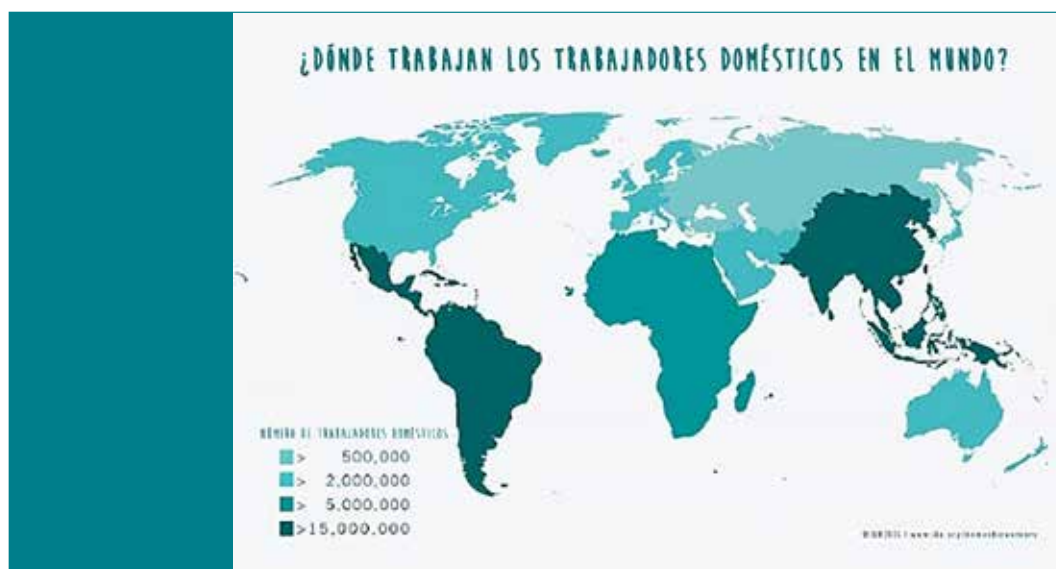 ¿DÓNDE TRABAJAN LOS TRABAJADORES DOMÉSTICOS EN EL MUNDO?
NÚMERO DE TRABAJADORES DOMÉSTICOS
> 500,000
> 2,000,000
> 5,000,000
>15,000,000